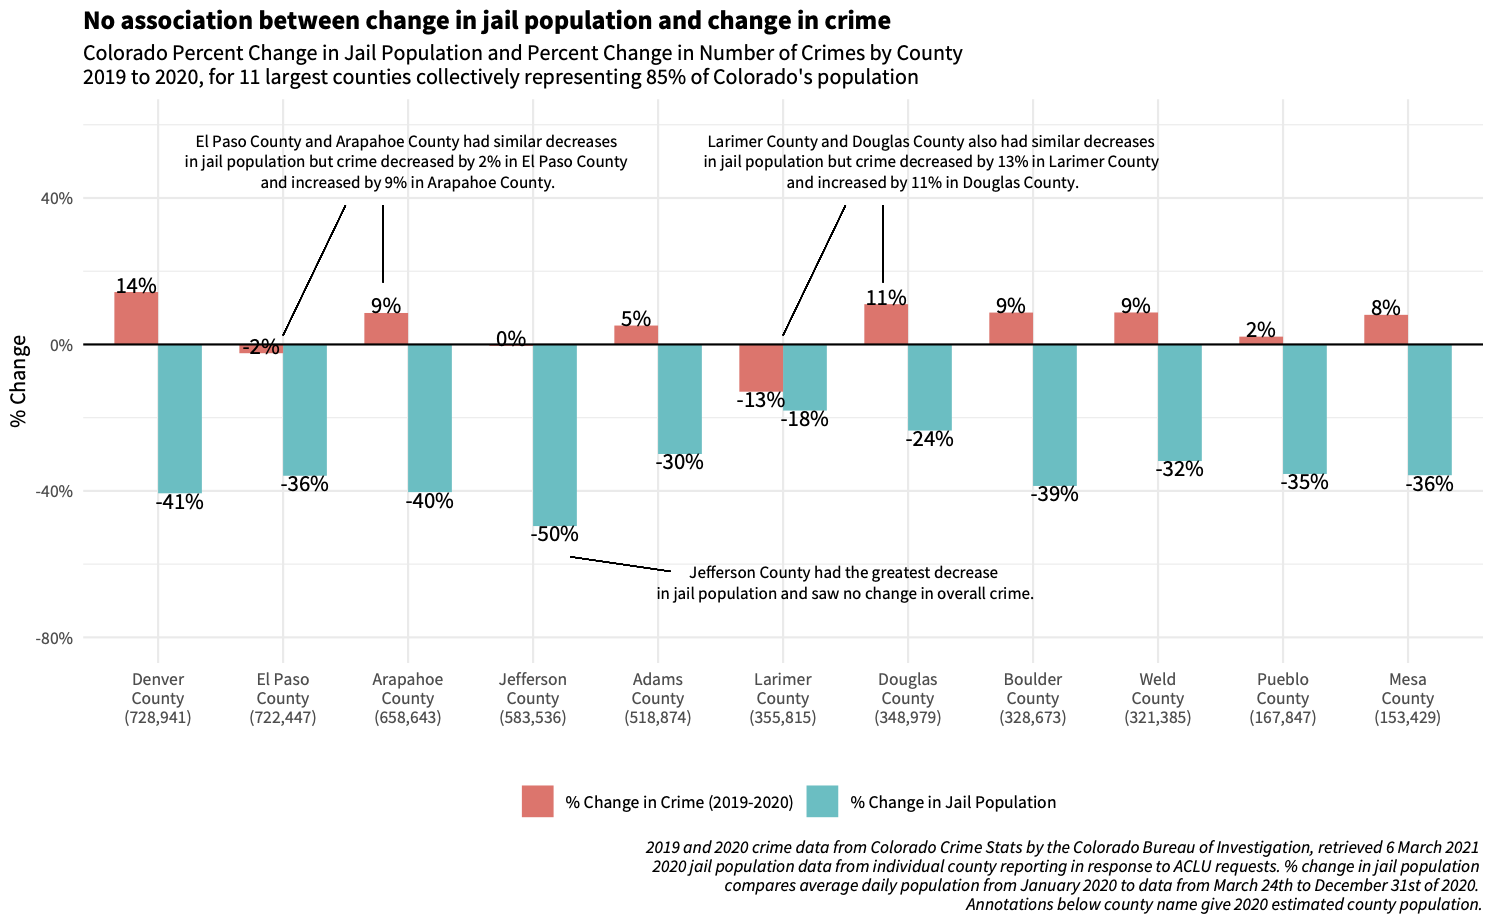 No association between change in jail population and change in crime
Colorado Percent Change in Jail Population and Percent Change in Number of Crimes by County
2019 to 2020, for 11 largest counties collectively representing 85% of Colorado's population
El Paso County and Arapahoe County had similar decreases
in jail population but crime decreased by 2% in El Paso County
and increased by 9% in Arapahoe County.
Larimer County and Douglas County also had similar decreases
in jail population but crime decreased by 13% in Larimer County
and increased by 11% in Douglas County.
% Change
40%
0%
-40%
-80%
14%
-41%
-2%
-36%
9%
-40%
0%
-50%
5%
-30%
-13%
-18%
11%
-24%
9%
-39%
9%
-32%
2%
-35%
8%
-36%
Jefferson County had the greatest decrease
in jail population and saw no change in overall crime.
Denver
County
(728,941)
El Paso
County
(722,447)
Arapahoe
County
(658,643)
Jefferson
County
(583,536)
Adams
County
(518,874)
Larimer
County
(355,815)
Douglas
County
(348,979)
Boulder
County
(328,673)
Weld
County
(321,385)
Pueblo
County
(167,847)
Mesa
County
(153,429)
% Change in Crime (2019-2020)
% Change in Jail Population
2019 and 2020 crime data from Colorado Crime Stats by the Colorado Bureau of Investigation, retrieved 6 March 2021
2020 jail population data from individual county reporting in response to ACLU requests. % change in jail population
compares average daily population from January 2020 to data from March 24th to December 31st of 2020.
Annotations below county name give 2020 estimated county population.